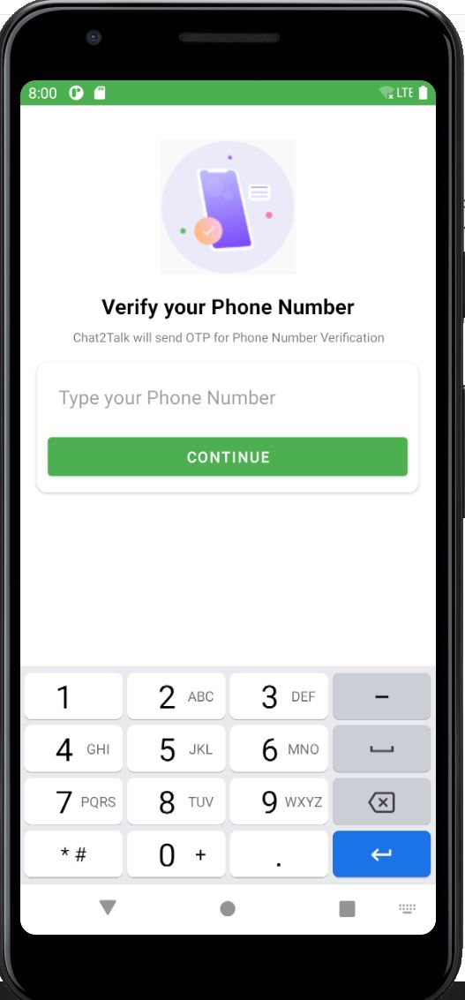 8:00 LTE
Verify your Phone Number
Chat2Talk will send OTP for Phone Number Verification
Type your Phone Number
CONTINUE
1 2 ABC 3 DEF -
4 GHI 5 JKL 6 MNO
7 PQRS 8 TUV 9 WXYZ
* # 0 + .